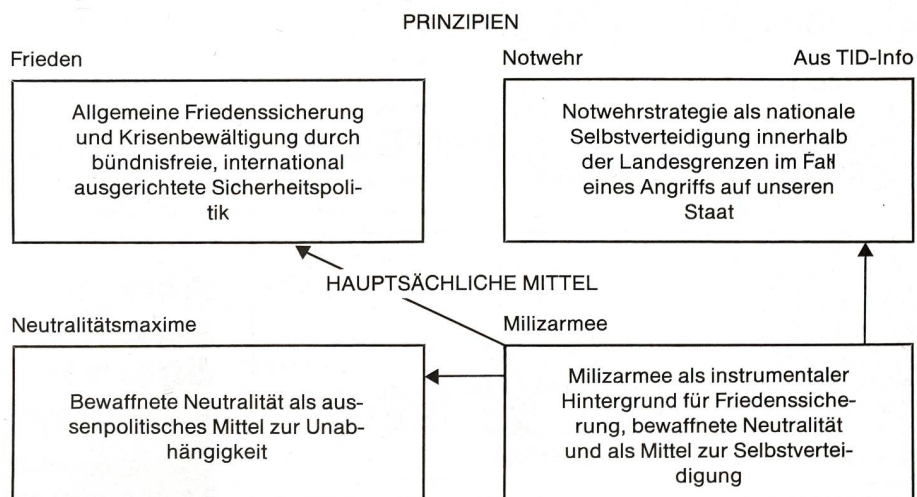 PRINZIPIEN
Frieden
Notwehr
Aus TID-Info
Allgemeine Friedenssicherung
und Krisenbewältigung durch
bündnisfreie, international
ausgerichtete Sicherheitspoli-
tik
Notwehrstrategie als nationale
Selbstverteidigung innerhalb
der Landesgrenzen im Fall
eines Angriffs auf unseren
Staat
HAUPTSÄCHLICHE MITTEL
Neutralitätsmaxime
Milizarmee
Bewaffnete Neutralität als aus-
senpolitisches Mittel zur Unab-
hängigkeit
Milizarmee als instrumentaler
Hintergrund für Friedenssiche-
rung, bewaffnete Neutralität
und als Mittel zur Selbstvertei-
digung